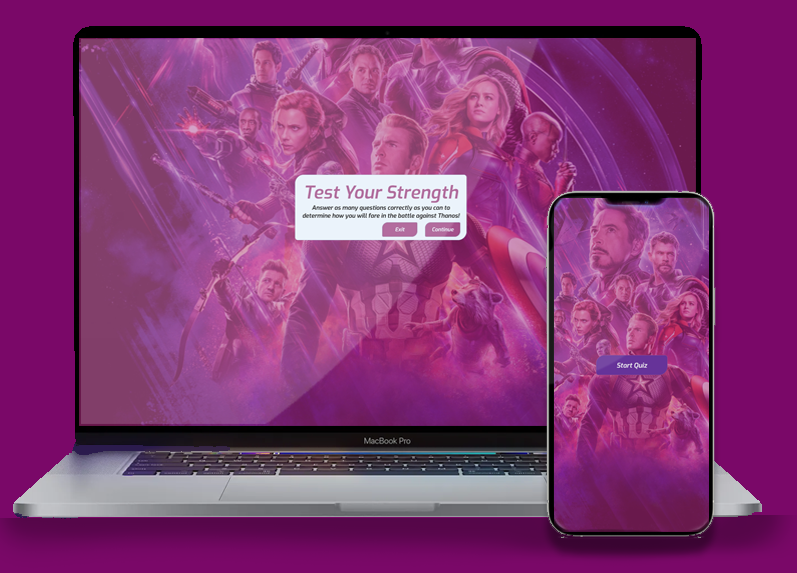 Test Your Strength
Answer as many questions correctly as you can to
determine how you will fare in the battle against Thanos!
Exit Continue
Start Quiz
MacBook Pro